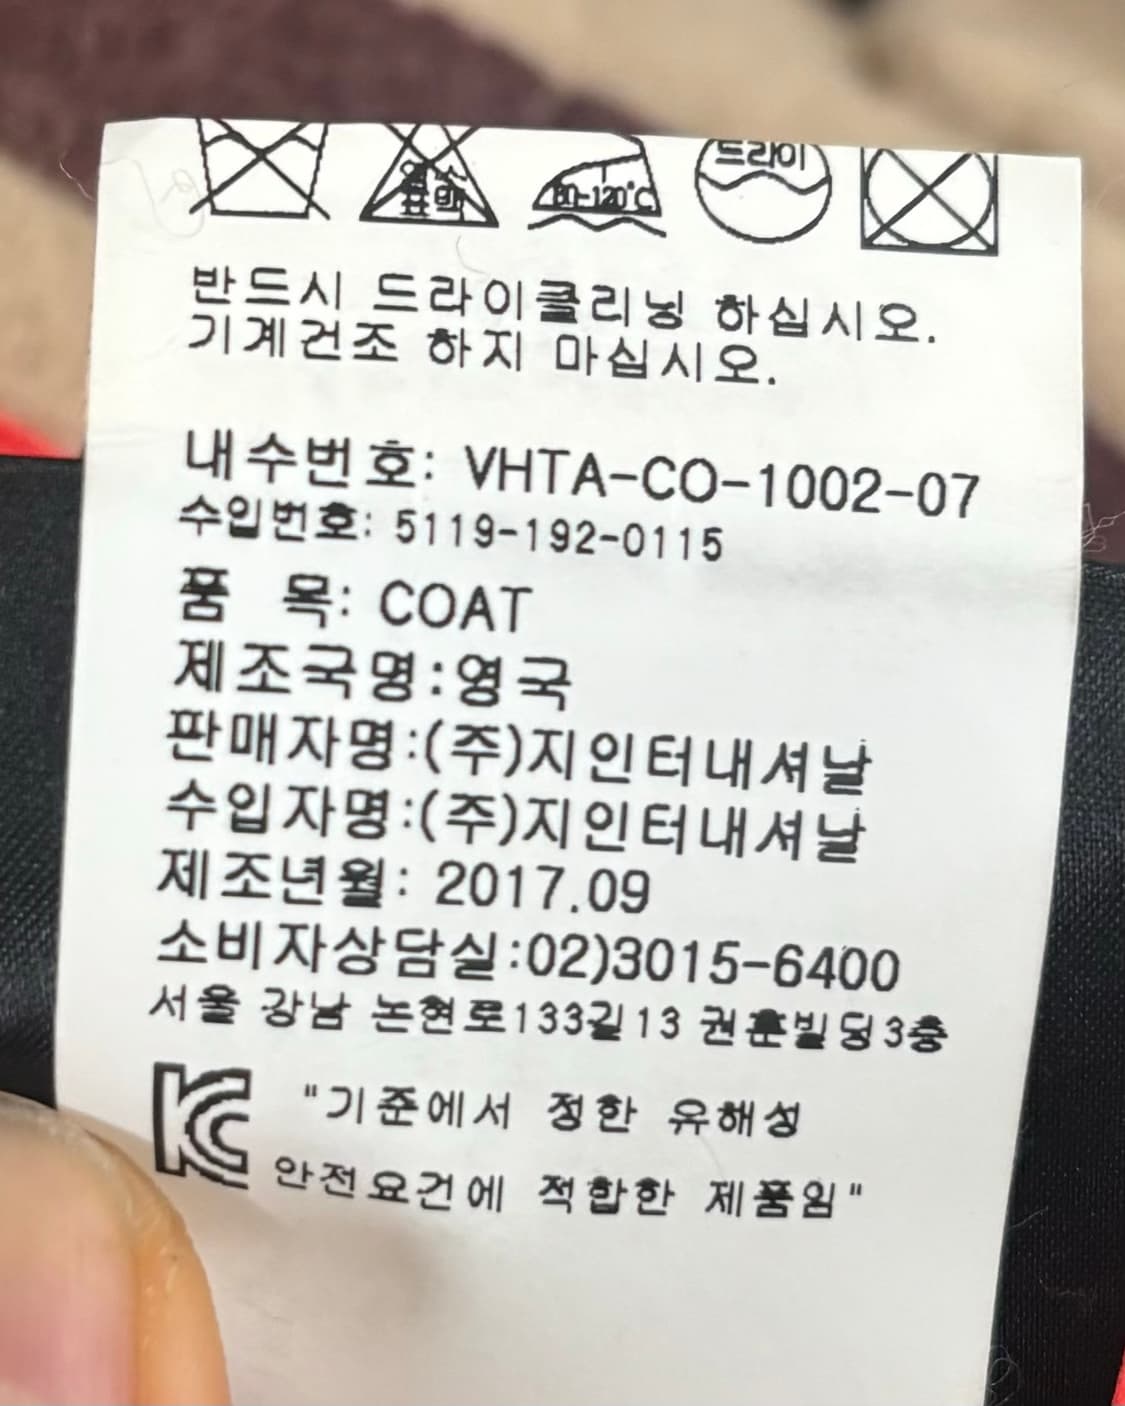 80-120°C 드라이
반드시 드라이클리닝 하십시오.
기계건조 하지 마십시오.
내수번호: VHTA-CO-1002-07
수입번호: 5119-192-0115
품 목: COAT
제조국명:영국
판매자명:(주)지인터내셔날
수입자명:(주)지인터내셔날
제조년월: 2017.09
소비자상담실:02)3015-6400
서울 강남 논현로133길13 권훈빌딩3층
KC "기준에서 정한 유해성
안전요건에 적합한 제품임"